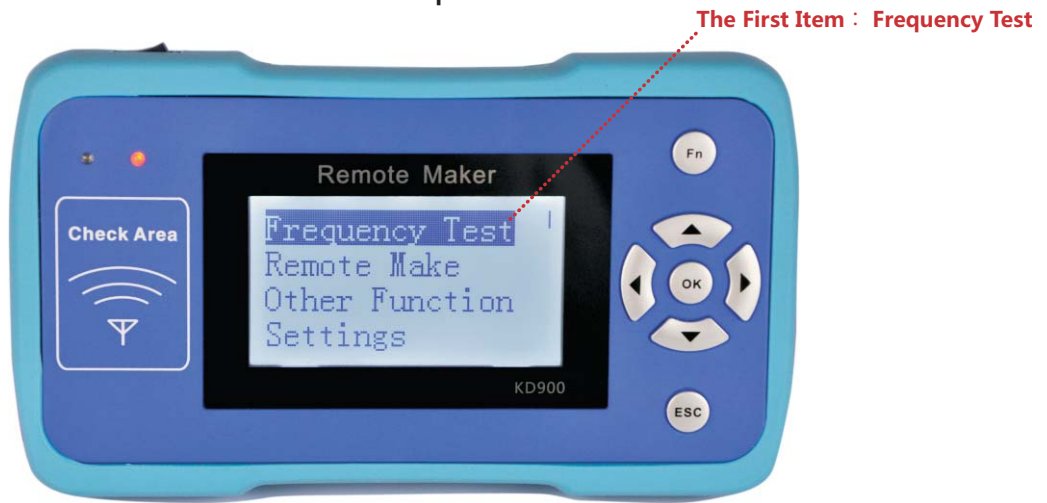 The First Item： Frequency Test
Fn
Remote Maker
Check Area
Frequency Test
Remote Make
OK
Other Function
Settings
KD900
ESC